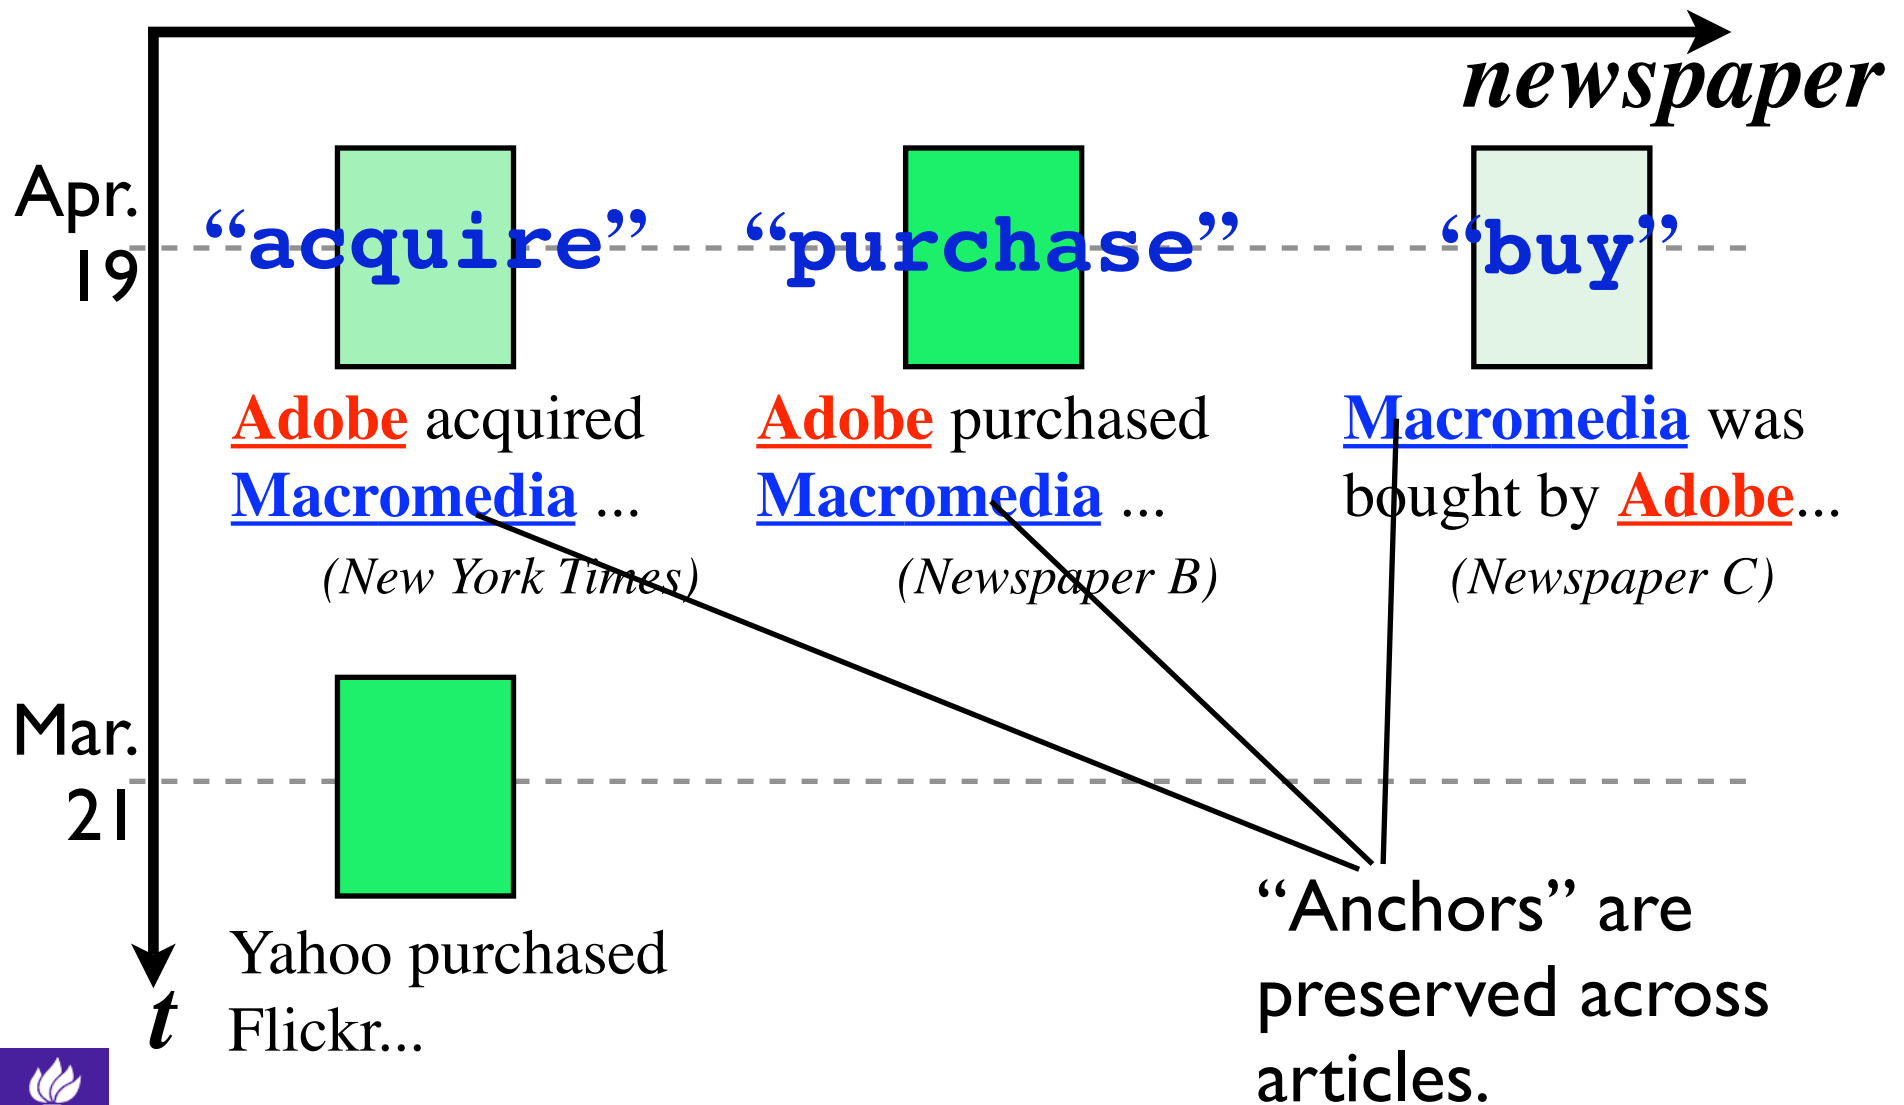 newspaper
Apr.
19
“acquire”
“purchase”
“buy”
Adobe acquired
Macromedia ...
(New York Times)
Adobe purchased
Macromedia ...
(Newspaper B)
Macromedia was
bought by Adobe...
(Newspaper C)
Mar.
21
Yahoo purchased
Flickr...
t
“Anchors” are
preserved across
articles.